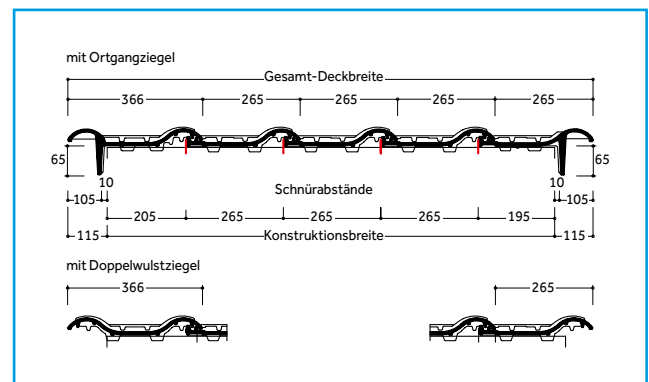 mit Ortgangziegel
Gesamt-Deckbreite
366 265 265 265 265
65 65
10 Schnürabstände 10
105 105
205 265 265 265 195
115 Konstruktionsbreite 115
mit Doppelwulstziegel
366 265